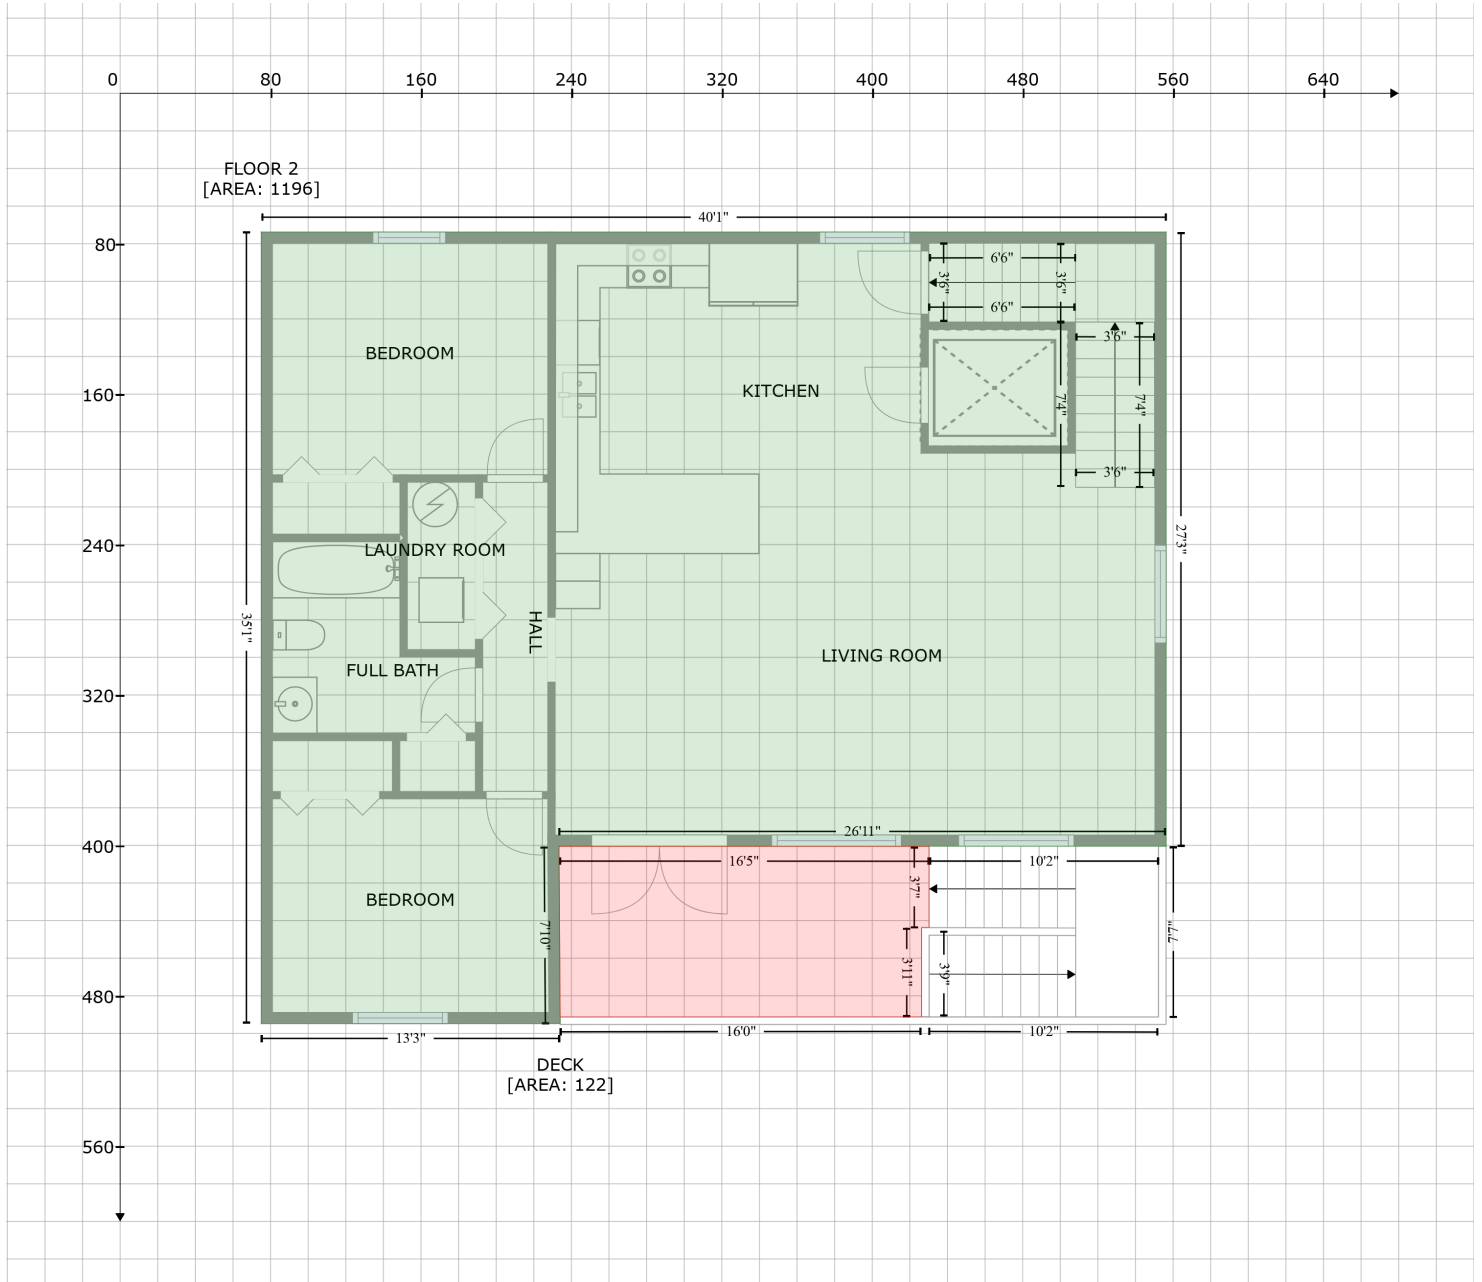 0 80 160 240 320 400 480 560 640
FLOOR 2
[AREA: 1196]
40'1"
80
6'6"
3'6"
3'6"
6'6"
3'6"
BEDROOM
160
KITCHEN
7'4"
7'4"
3'6"
240
LAUNDRY ROOM
27'3"
35'1"
HALL
320
FULL BATH
LIVING ROOM
400
26'11"
16'5"
10'2"
3'7"
BEDROOM
7'10"
7'7"
3'11"
3'9"
480
13'3"
16'0"
10'2"
DECK
[AREA: 122]
560